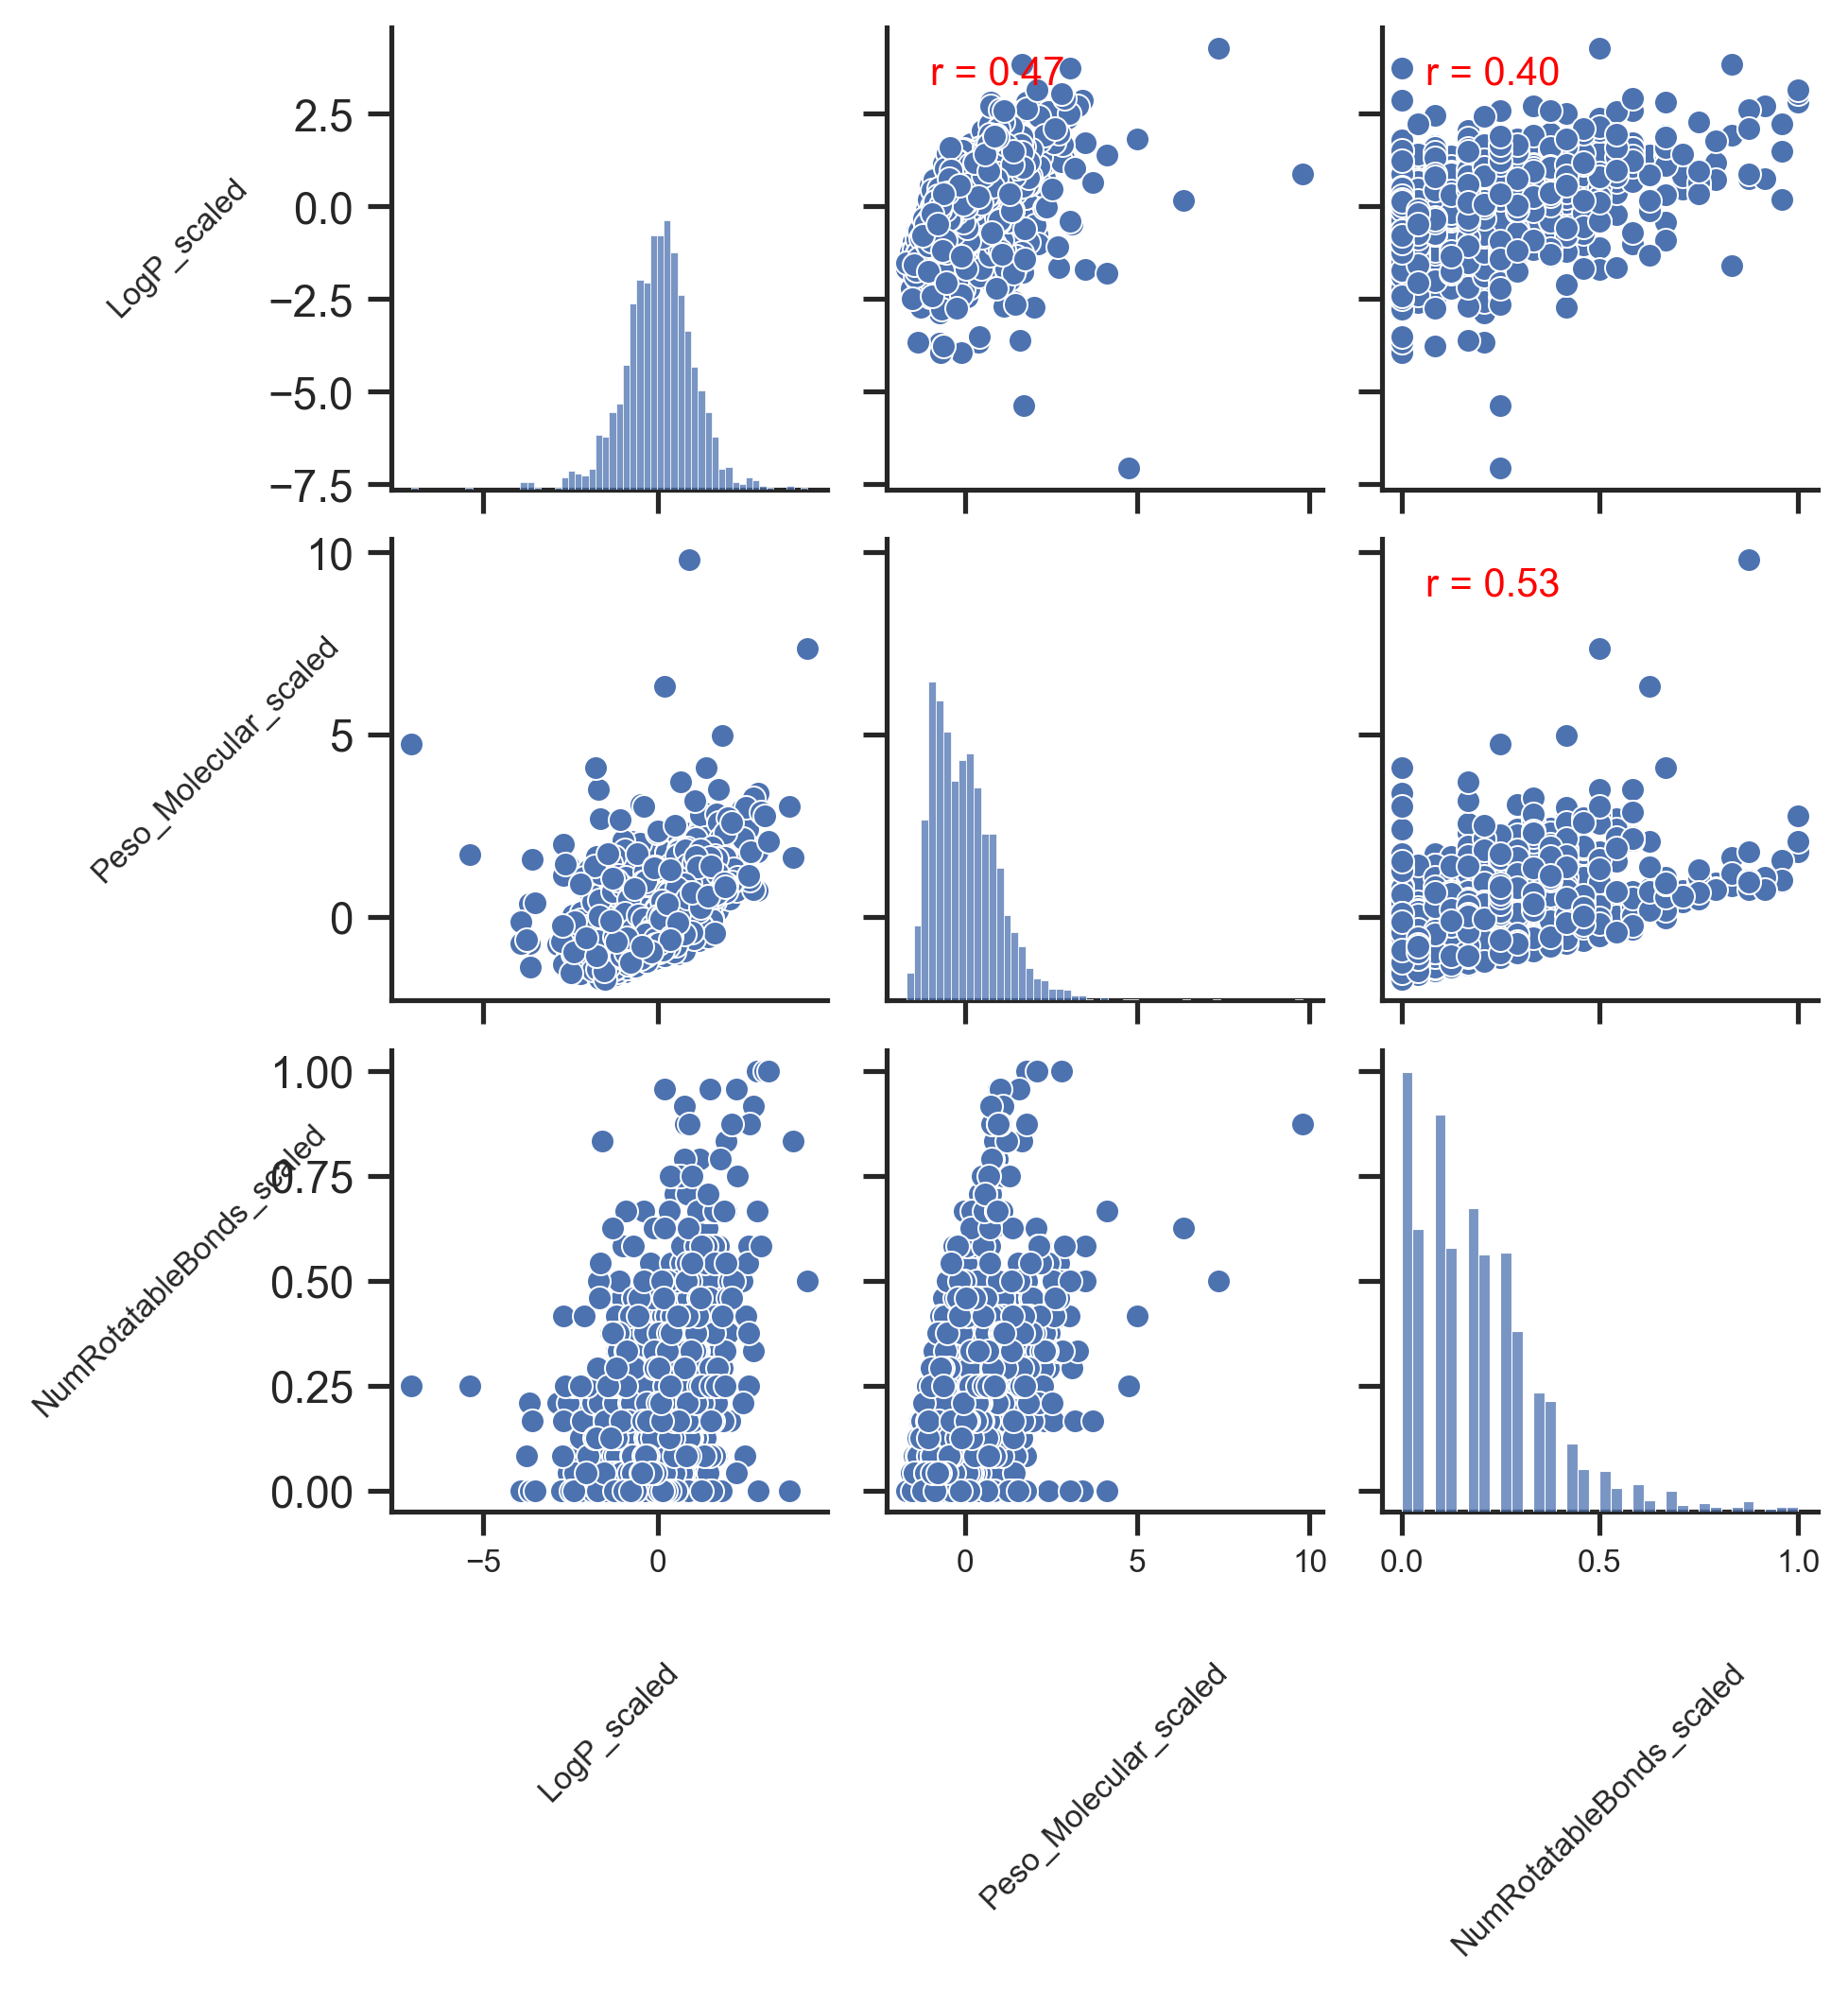 r = 0.47
r = 0.40
2.5
0.0
−2.5
−5.0
−7.5
LogP_scaled
r = 0.53
10
5
0
Peso_Molecular_scaled
1.00
0.75
0.50
0.25
0.00
NumRotatableBonds_scaled
−5 0
0 5 10
0.0 0.5 1.0
LogP_scaled
Peso_Molecular_scaled
NumRotatableBonds_scaled